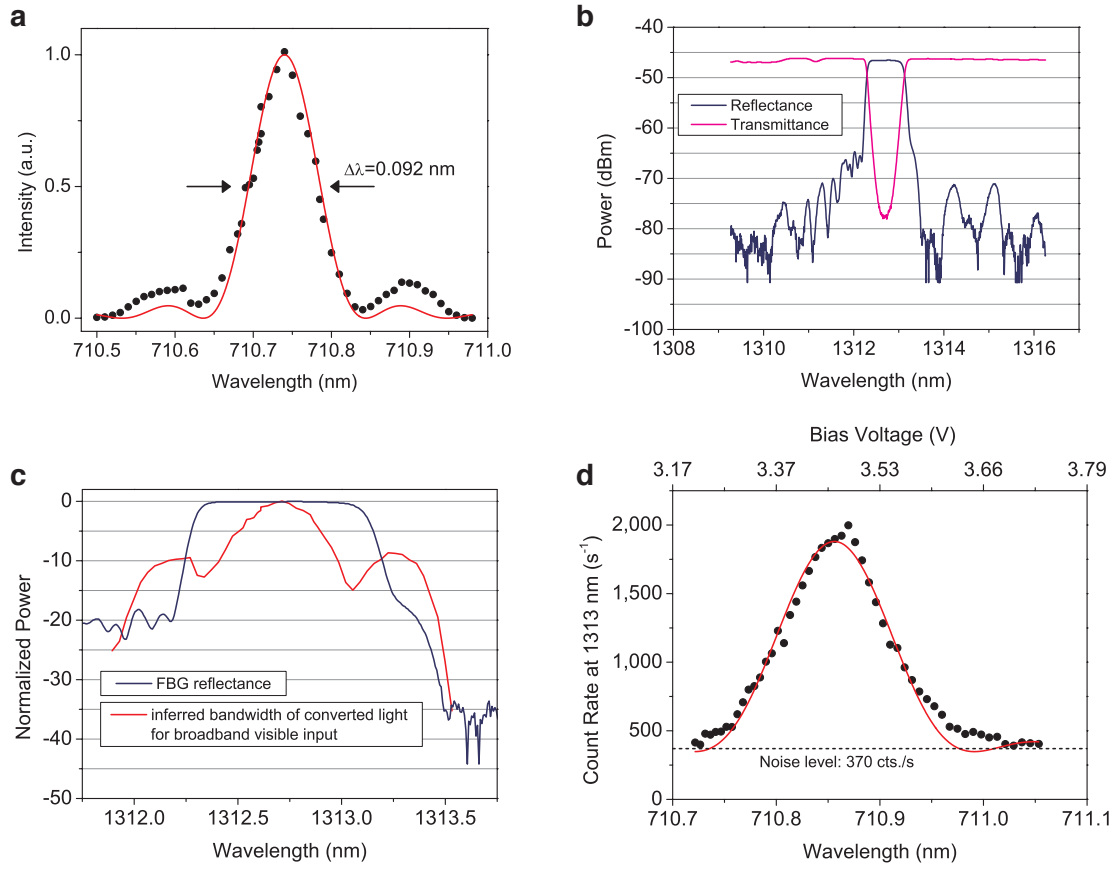 a
1.0
0.5
0.0
Intensity (a.u.)
Δλ=0.092 nm
710.5 710.6 710.7 710.8 710.9 711.0
Wavelength (nm)
b
-40
-50
-60
-70
-80
-90
-100
Power (dBm)
Reflectance
Transmittance
1308 1310 1312 1314 1316
Wavelength (nm)
c
0
-10
-20
-30
-40
-50
Normalized Power
FBG reflectance
inferred bandwidth of converted light
for broadband visible input
1312.0 1312.5 1313.0 1313.5
Wavelength (nm)
Bias Voltage (V)
d
3.17 3.37 3.53 3.66 3.79
2,000
1,500
1,000
500
0
Count Rate at 1313 nm (s⁻¹)
Noise level: 370 cts./s
710.7 710.8 710.9 711.0 711.1
Wavelength (nm)